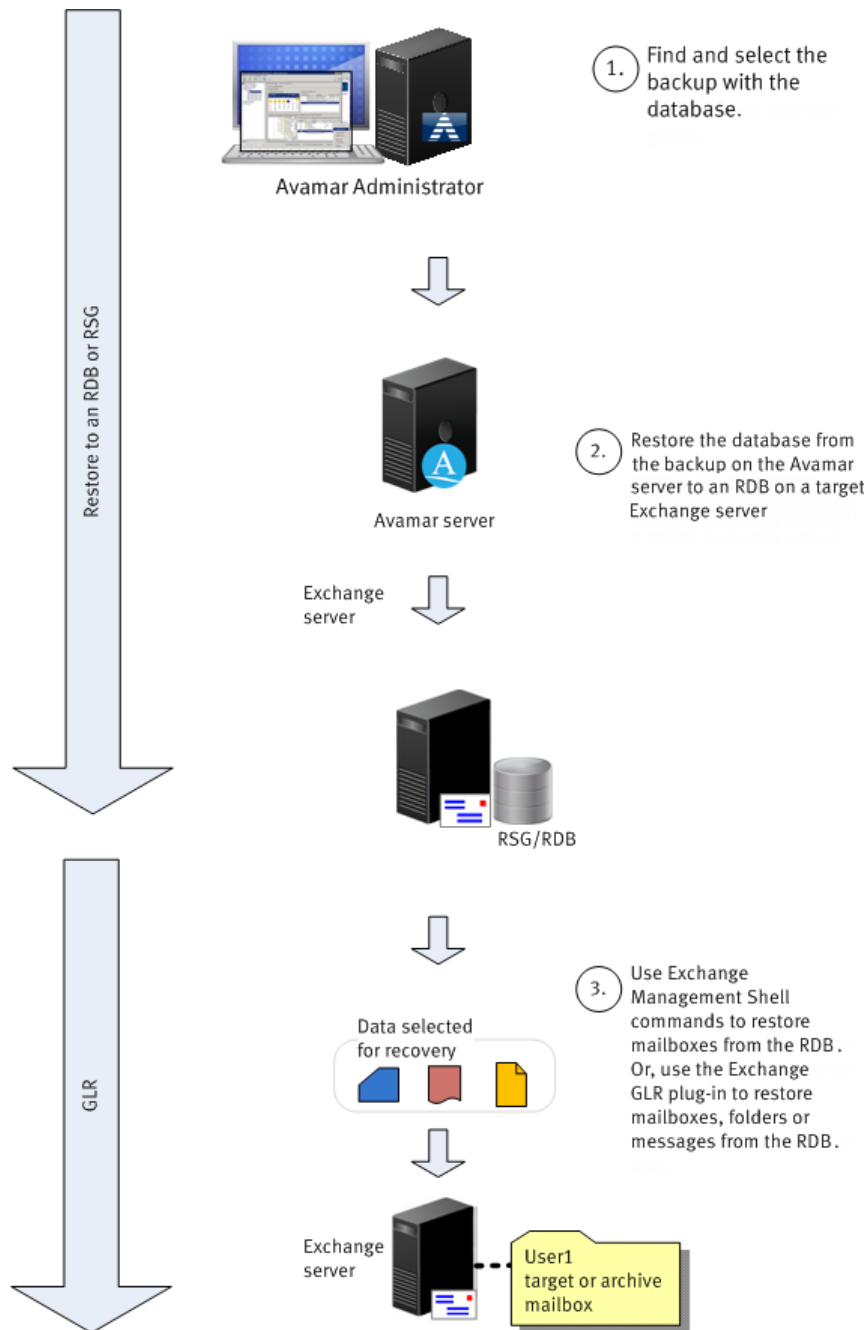 1.
Find and select the
backup with the
database.
Avamar Administrator
Restore to an RDB or RSG
2.
Restore the database from
the backup on the Avamar
server to an RDB on a target
Exchange server
A
Avamar server
Exchange
server
RSG/RDB
GLR
3.
Use Exchange
Management Shell
commands to restore
mailboxes from the RDB.
Or, use the Exchange
GLR plug-in to restore
mailboxes, folders or
messages from the RDB.
Data selected
for recovery
Exchange
server
User1
target or archive
mailbox